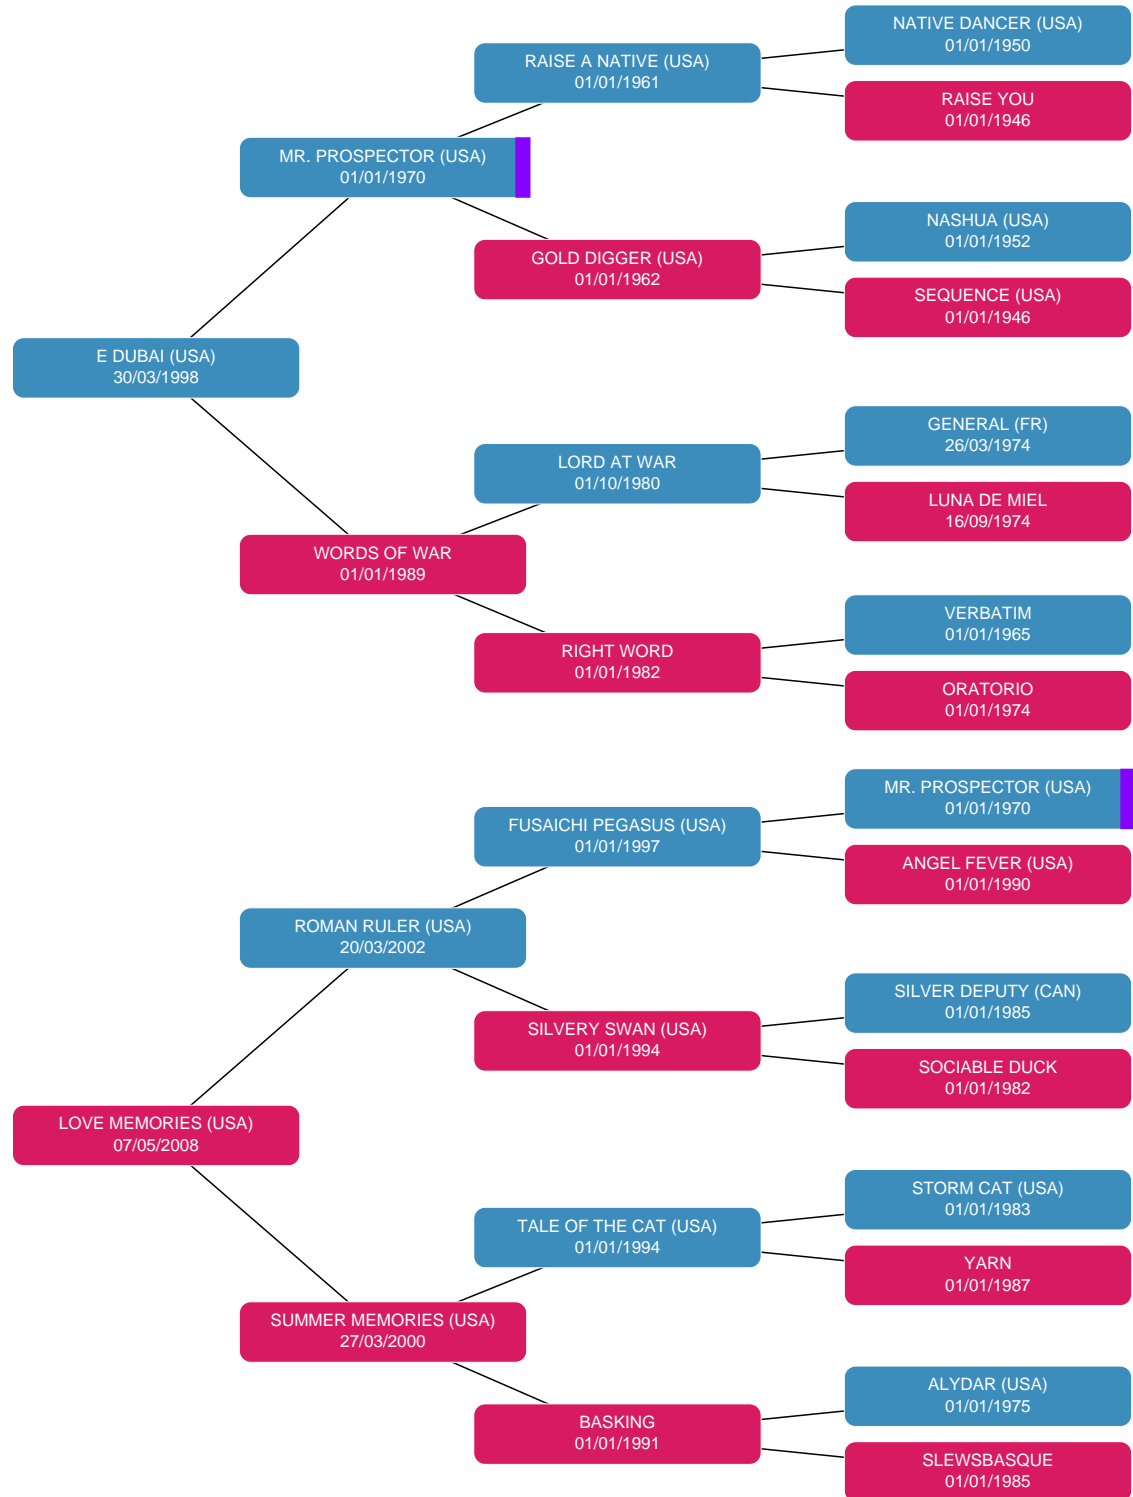 NATIVE DANCER (USA)
01/01/1950
RAISE A NATIVE (USA)
01/01/1961
RAISE YOU
01/01/1946
MR. PROSPECTOR (USA)
01/01/1970
NASHUA (USA)
01/01/1952
GOLD DIGGER (USA)
01/01/1962
SEQUENCE (USA)
01/01/1946
E DUBAI (USA)
30/03/1998
GENERAL (FR)
26/03/1974
LORD AT WAR
01/10/1980
LUNA DE MIEL
16/09/1974
WORDS OF WAR
01/01/1989
VERBATIM
01/01/1965
RIGHT WORD
01/01/1982
ORATORIO
01/01/1974
MR. PROSPECTOR (USA)
01/01/1970
FUSAICHI PEGASUS (USA)
01/01/1997
ANGEL FEVER (USA)
01/01/1990
ROMAN RULER (USA)
20/03/2002
SILVER DEPUTY (CAN)
01/01/1985
SILVERY SWAN (USA)
01/01/1994
SOCIABLE DUCK
01/01/1982
LOVE MEMORIES (USA)
07/05/2008
STORM CAT (USA)
01/01/1983
TALE OF THE CAT (USA)
01/01/1994
YARN
01/01/1987
SUMMER MEMORIES (USA)
27/03/2000
ALYDAR (USA)
01/01/1975
BASKING
01/01/1991
SLEWSBASQUE
01/01/1985